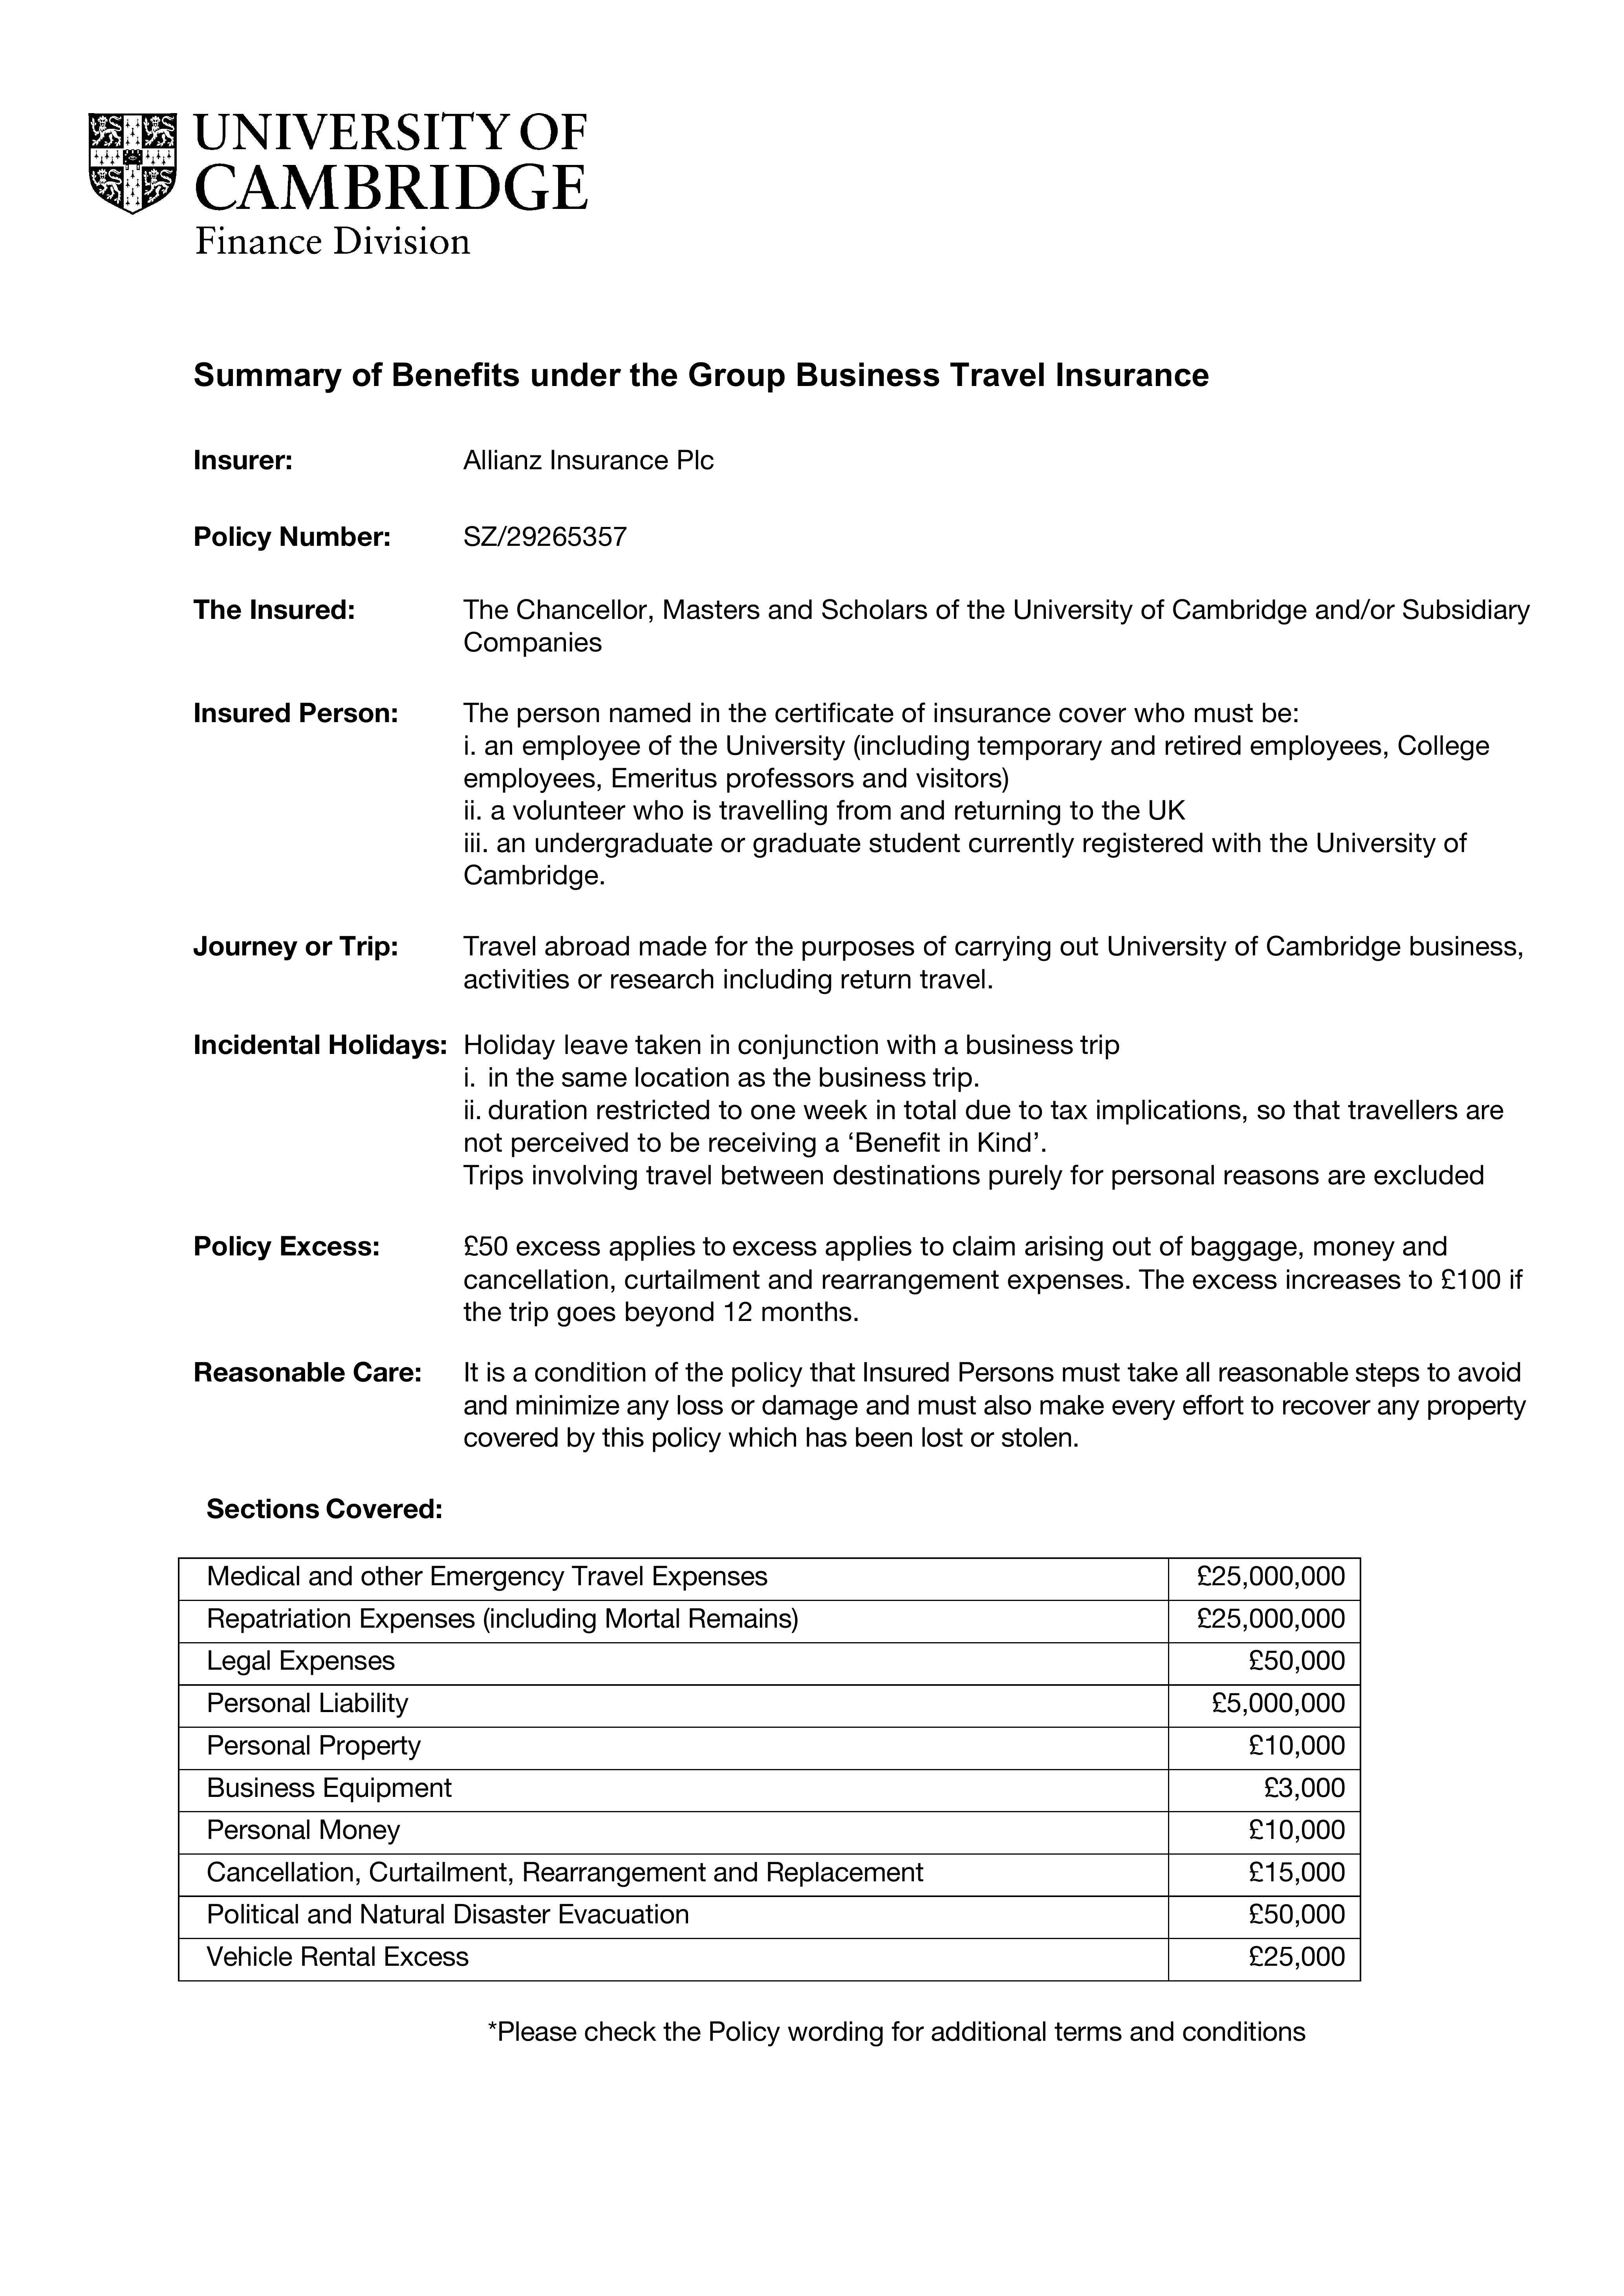 UNIVERSITY OF
CAMBRIDGE
Finance Division
Summary of Benefits under the Group Business Travel Insurance
Insurer: Allianz Insurance Plc
Policy Number: SZ/29265357
The Insured: The Chancellor, Masters and Scholars of the University of Cambridge and/or Subsidiary
Companies
Insured Person: The person named in the certificate of insurance cover who must be:
i. an employee of the University (including temporary and retired employees, College
employees, Emeritus professors and visitors)
ii. a volunteer who is travelling from and returning to the UK
iii. an undergraduate or graduate student currently registered with the University of
Cambridge.
Journey or Trip: Travel abroad made for the purposes of carrying out University of Cambridge business,
activities or research including return travel.
Incidental Holidays: Holiday leave taken in conjunction with a business trip
i. in the same location as the business trip.
ii. duration restricted to one week in total due to tax implications, so that travellers are
not perceived to be receiving a ‘Benefit in Kind’.
Trips involving travel between destinations purely for personal reasons are excluded
Policy Excess: £50 excess applies to excess applies to claim arising out of baggage, money and
cancellation, curtailment and rearrangement expenses. The excess increases to £100 if
the trip goes beyond 12 months.
Reasonable Care: It is a condition of the policy that Insured Persons must take all reasonable steps to avoid
and minimize any loss or damage and must also make every effort to recover any property
covered by this policy which has been lost or stolen.
Sections Covered:
Medical and other Emergency Travel Expenses £25,000,000
Repatriation Expenses (including Mortal Remains) £25,000,000
Legal Expenses £50,000
Personal Liability £5,000,000
Personal Property £10,000
Business Equipment £3,000
Personal Money £10,000
Cancellation, Curtailment, Rearrangement and Replacement £15,000
Political and Natural Disaster Evacuation £50,000
Vehicle Rental Excess £25,000
*Please check the Policy wording for additional terms and conditions